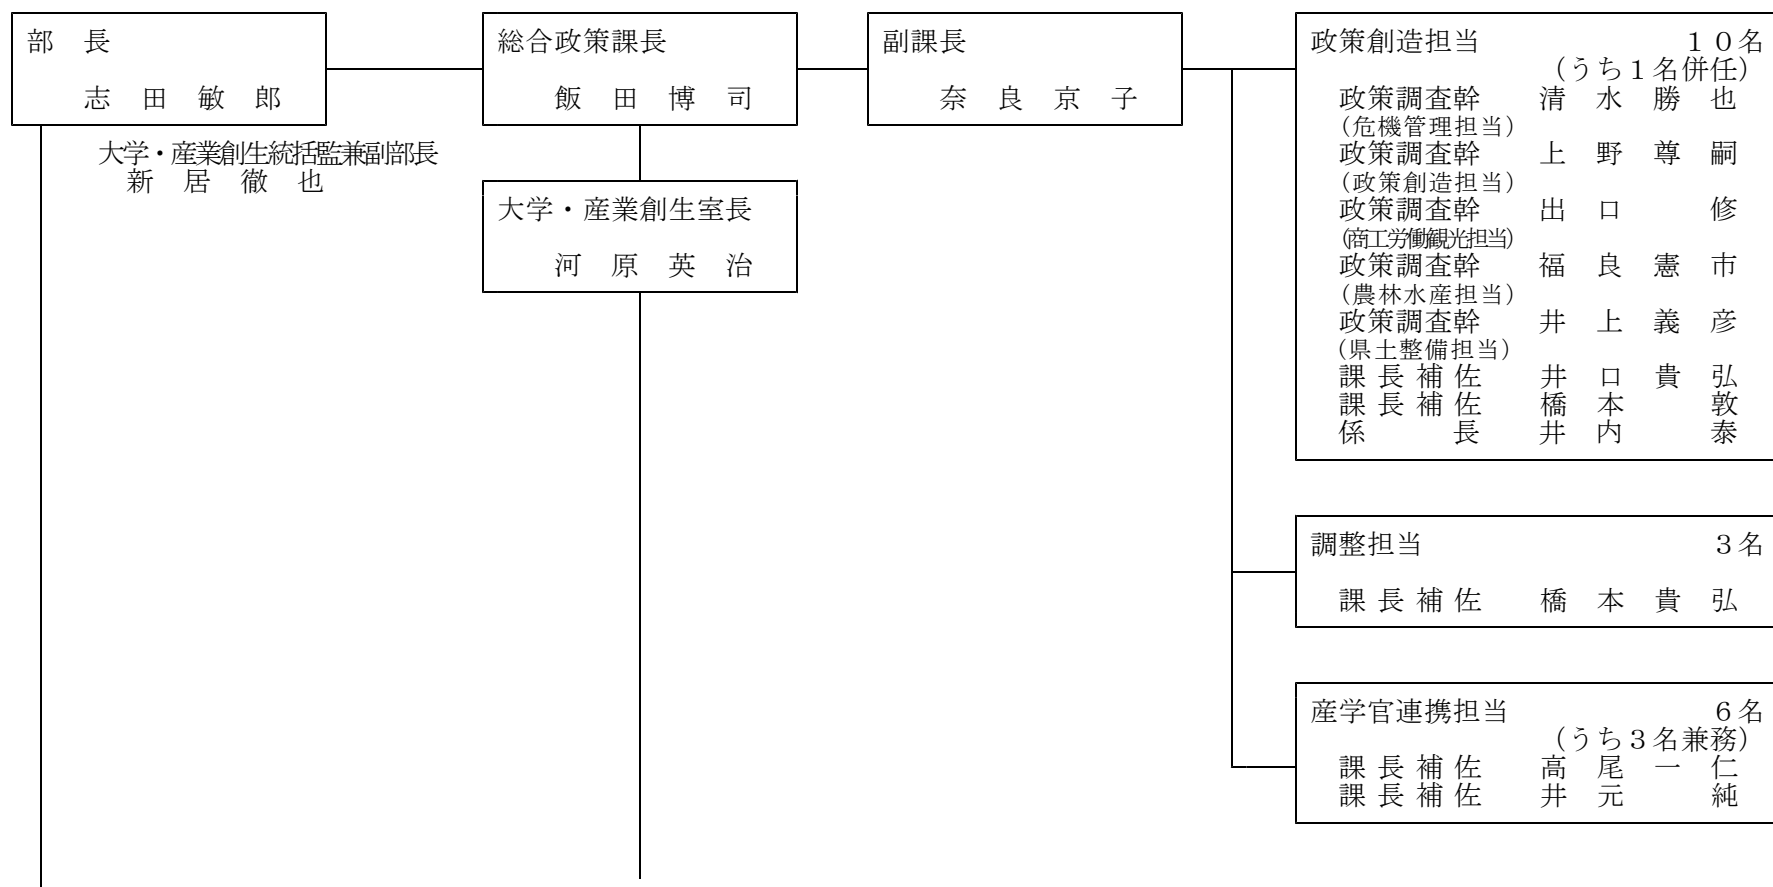 部　長
志　田　敏　郎
大学・産業創生統括監兼副部長
新　居　徹　也
総合政策課長
飯　田　博　司
大学・産業創生室長
河　原　英　治
副課長
奈　良　京　子
政策創造担当　１０名
（うち１名併任）
政策調査幹　清　水　勝　也
（危機管理担当）
政策調査幹　上　野　尊　嗣
（政策創造担当）
政策調査幹　出　口　　　修
（商工労働観光担当）
政策調査幹　福　良　憲　市
（農林水産担当）
政策調査幹　井　上　義　彦
（県土整備担当）
課長補佐　井　口　貴　弘
課長補佐　橋　本　　　敦
係　　長　井　内　　　泰
調整担当　３名
課長補佐　橋　本　貴　弘
産学官連携担当　６名
（うち３名兼務）
課長補佐　高　尾　一　仁
課長補佐　井　元　　　純